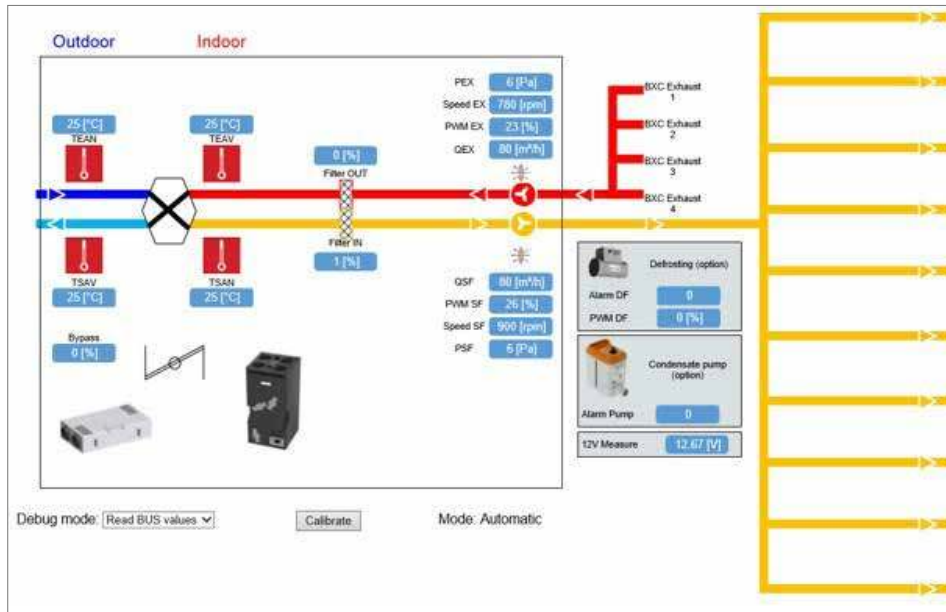 Outdoor
Indoor
PEX 6 [Pa]
Speed EX 780 [rpm]
PWM EX 23 [%]
QEX 80 [m³/h]
BXC Exhaust
1
BXC Exhaust
2
BXC Exhaust
3
BXC Exhaust
4
25 [°C]
TEAN
25 [°C]
TEAV
0 [%]
Filter OUT
Filter IN
1 [%]
TSAV
25 [°C]
TSAN
25 [°C]
QSF 80 [m³/h]
PWM SF 26 [%]
Speed SF 900 [rpm]
PSF 6 [Pa]
Bypass
0 [%]
Defrosting (option)
Alarm DF 0
PWM DF 0 [%]
Condensate pump
(option)
Alarm Pump 0
12V Measure 12.67 [V]
Debug mode: Read BUS values
Calibrate
Mode: Automatic